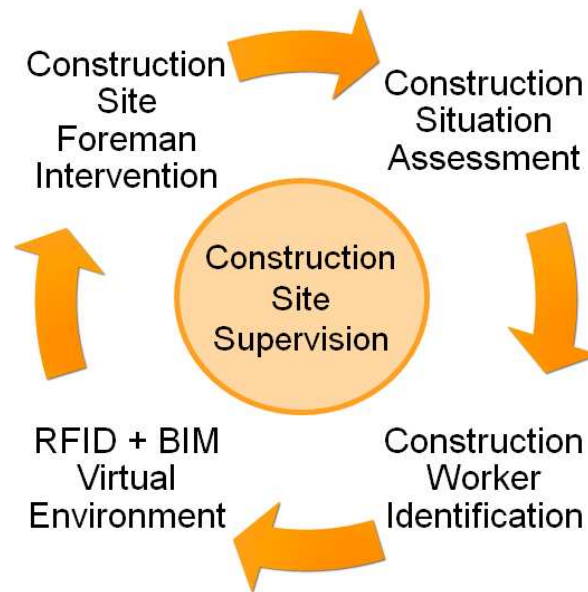 Construction
Site
Foreman
Intervention
Construction
Situation
Assessment
Construction
Site
Supervision
RFID + BIM
Virtual
Environment
Construction
Worker
Identification